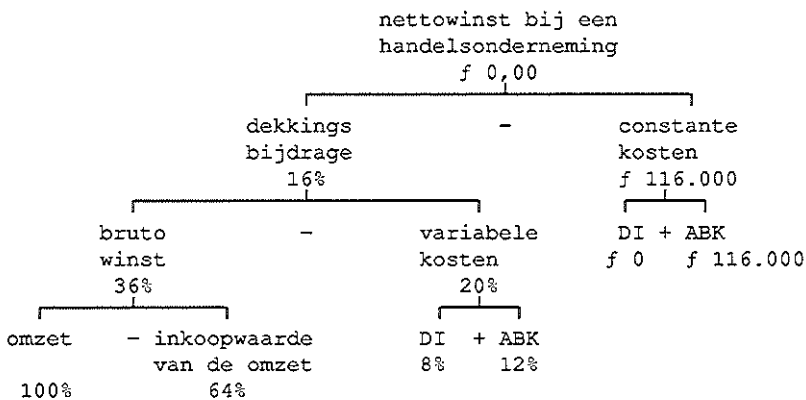 nettowinst bij een
handelsonderneming
ƒ 0,00
dekkings - constante
bijdrage kosten
16% ƒ 116.000
bruto - variabele DI + ABK
winst kosten ƒ 0 ƒ 116.000
36% 20%
omzet - inkoopwaarde DI + ABK
van de omzet 8% 12%
100% 64%